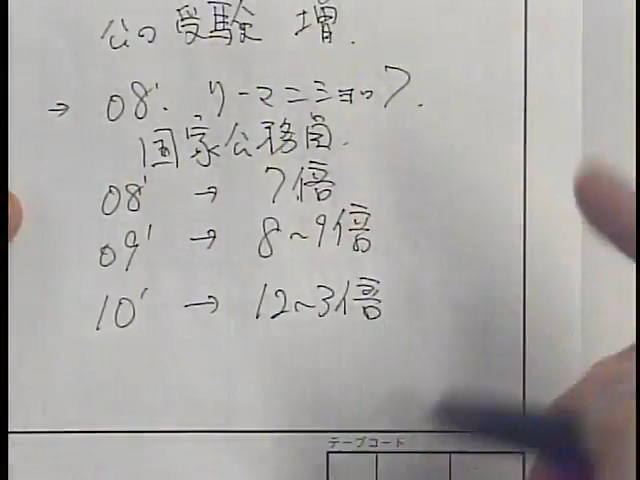 公の受験 増.
→ 08'. リーマンショック.
国家公務員.
08' → 7倍
09' → 8~9倍
10' → 12~3倍
テープコード